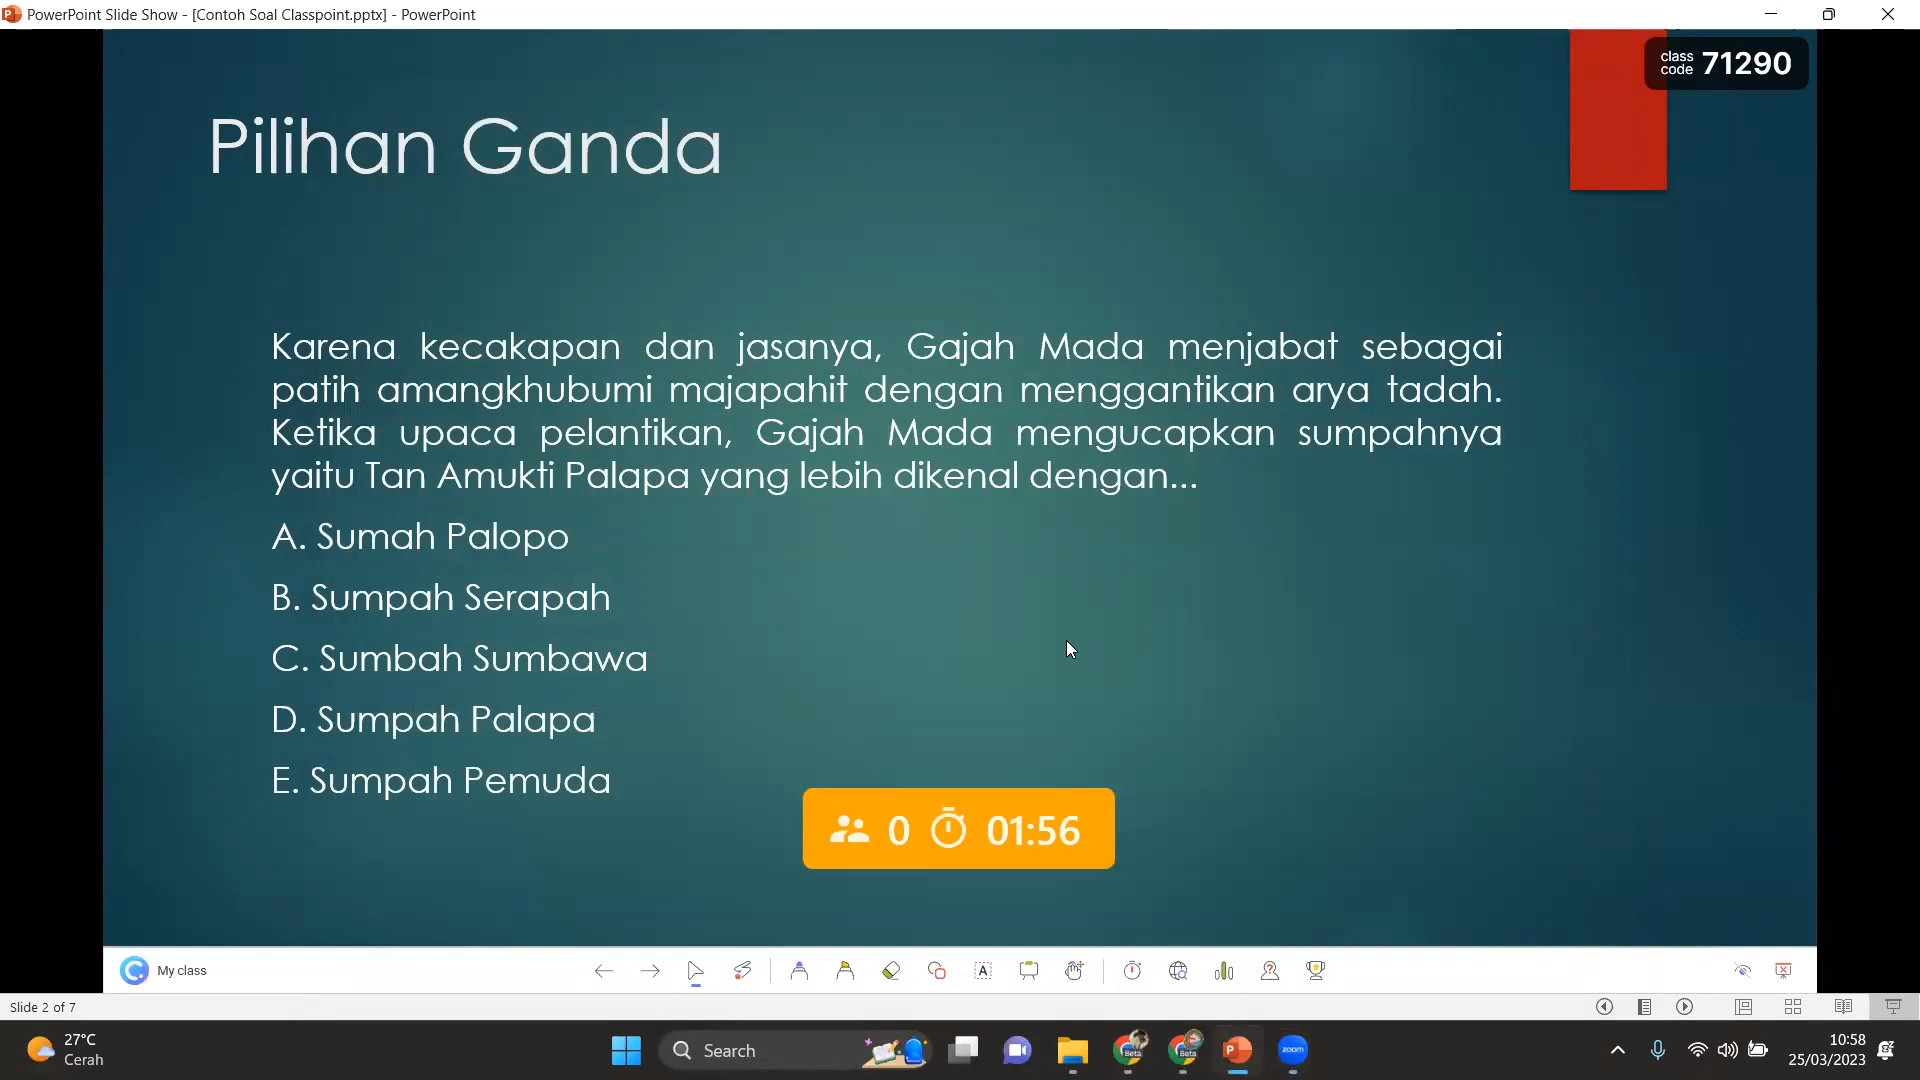 PowerPoint Slide Show - [Contoh Soal Classpoint.pptx] - PowerPoint
class code 71290
Pilihan Ganda
Karena kecakapan dan jasanya, Gajah Mada menjabat sebagai
patih amangkhubumi majapahit dengan menggantikan arya tadah.
Ketika upaca pelantikan, Gajah Mada mengucapkan sumpahnya
yaitu Tan Amukti Palapa yang lebih dikenal dengan...
A. Sumah Palopo
B. Sumpah Serapah
C. Sumbah Sumbawa
D. Sumpah Palapa
E. Sumpah Pemuda
0 01:56
My class
Slide 2 of 7
27°C
Cerah
Search
Beta
Beta
zoom
10:58
25/03/2023